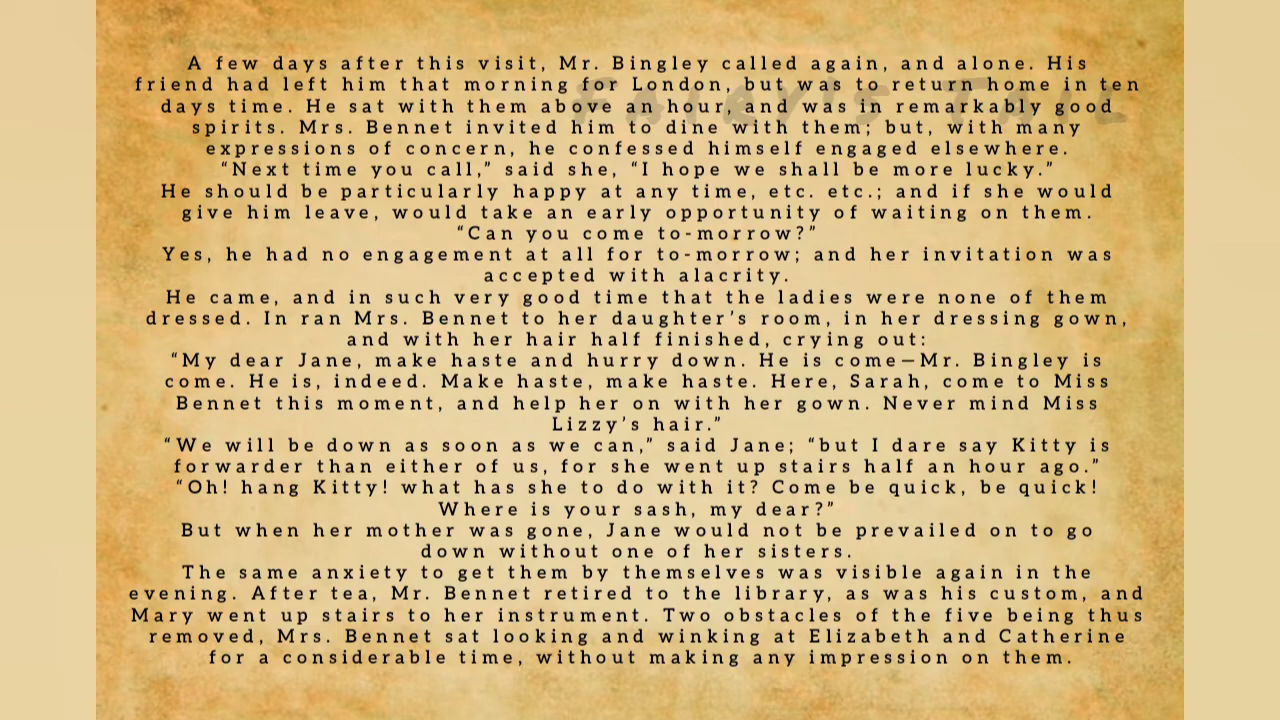 A few days after this visit, Mr. Bingley called again, and alone. His
friend had left him that morning for London, but was to return home in ten
days time. He sat with them above an hour, and was in remarkably good
spirits. Mrs. Bennet invited him to dine with them; but, with many
expressions of concern, he confessed himself engaged elsewhere.
“Next time you call,” said she, “I hope we shall be more lucky.”
He should be particularly happy at any time, etc. etc.; and if she would
give him leave, would take an early opportunity of waiting on them.
“Can you come to-morrow?”
Yes, he had no engagement at all for to-morrow; and her invitation was
accepted with alacrity.
He came, and in such very good time that the ladies were none of them
dressed. In ran Mrs. Bennet to her daughter’s room, in her dressing gown,
and with her hair half finished, crying out:
“My dear Jane, make haste and hurry down. He is come—Mr. Bingley is
come. He is, indeed. Make haste, make haste. Here, Sarah, come to Miss
Bennet this moment, and help her on with her gown. Never mind Miss
Lizzy’s hair.”
“We will be down as soon as we can,” said Jane; “but I dare say Kitty is
forwarder than either of us, for she went up stairs half an hour ago.”
“Oh! hang Kitty! what has she to do with it? Come be quick, be quick!
Where is your sash, my dear?”
But when her mother was gone, Jane would not be prevailed on to go
down without one of her sisters.
The same anxiety to get them by themselves was visible again in the
evening. After tea, Mr. Bennet retired to the library, as was his custom, and
Mary went up stairs to her instrument. Two obstacles of the five being thus
removed, Mrs. Bennet sat looking and winking at Elizabeth and Catherine
for a considerable time, without making any impression on them.